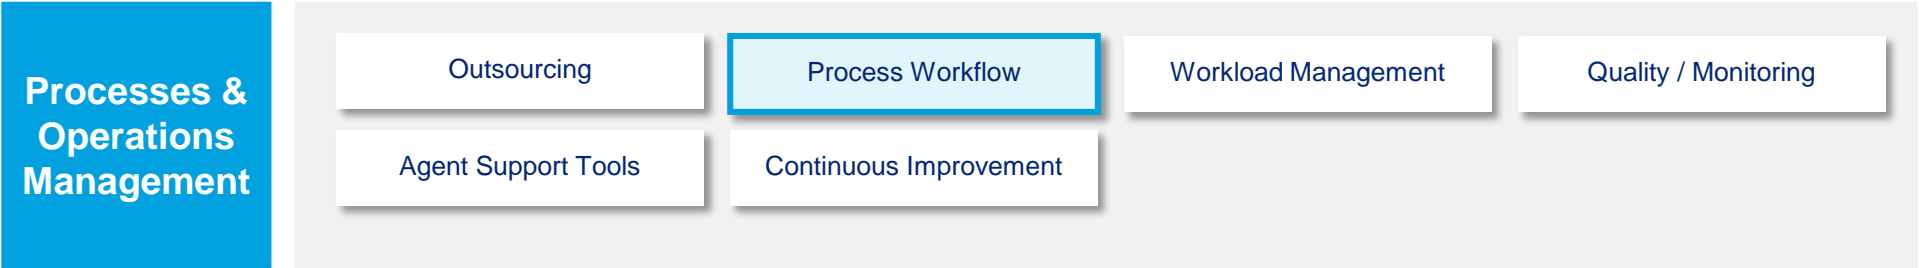 Processes &
Operations
Management
Outsourcing
Process Workflow
Workload Management
Quality / Monitoring
Agent Support Tools
Continuous Improvement